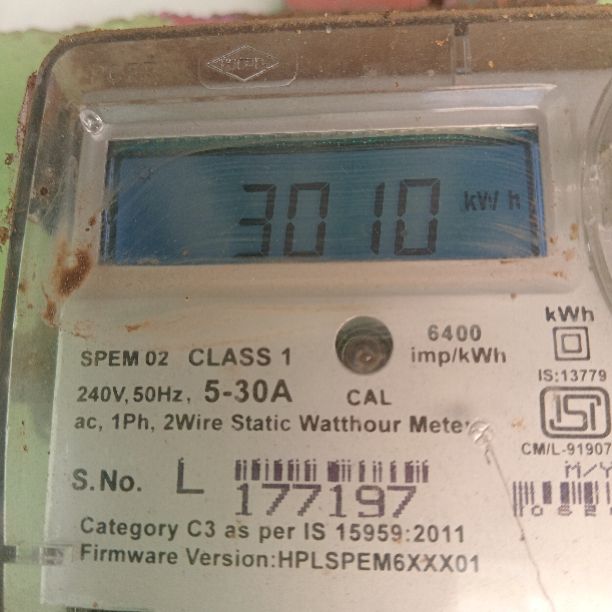 3010 kWh
kWh
6400
imp/kWh
SPEM 02 CLASS 1
240V, 50Hz, 5-30A
CAL
IS:13779
ac, 1Ph, 2Wire Static Watthour Meter
ISI
CM/L-91907
M/Y
S.No. L
177197
Category C3 as per IS 15959:2011
Firmware Version:HPLSPEM6XXX01